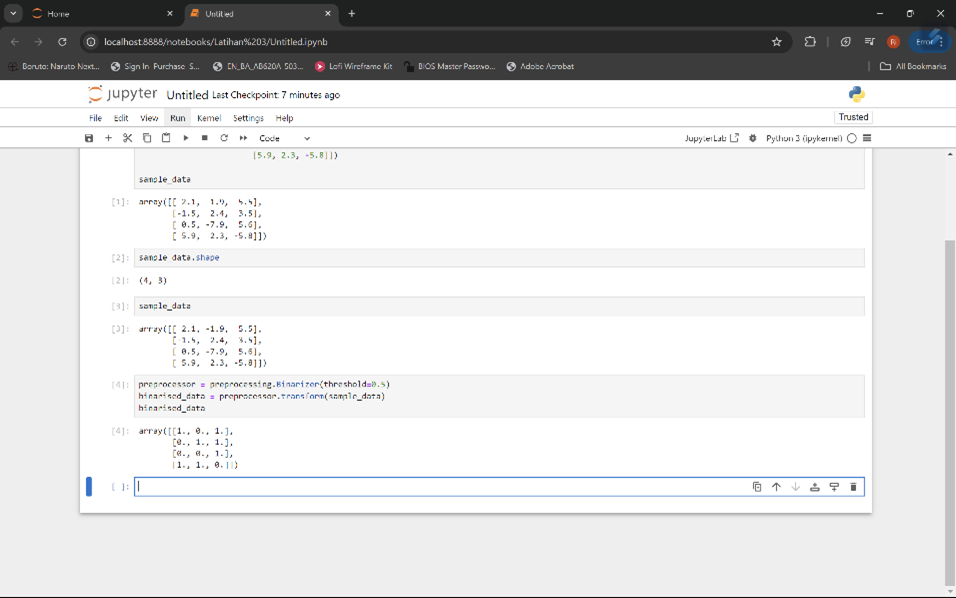 Home
Untitled
localhost:8888/notebooks/Latihan%203/Untitled.ipynb
Error
Boruto: Naruto Next...
Sign In Purchase S...
EN_BA_AB620A S03...
Lofi Wireframe Kit
BIOS Master Passwo...
Adobe Acrobat
All Bookmarks
jupyter Untitled Last Checkpoint: 7 minutes ago
File Edit View Run Kernel Settings Help
Trusted
Code
JupyterLab
Python 3 (ipykernel)
[5.9, 2.3, -5.8]])
sample_data
[1]: array([[ 2.1, 1.9, 5.5],
[-1.5, 2.4, 3.5],
[ 0.5, -7.9, 5.6],
[ 5.9, 2.3, -5.8]])
[2]: sample data.shape
[2]: (4, 3)
[3]: sample_data
[3]: array([[ 2.1, -1.9, 5.5],
[-1.5, 2.4, 3.5],
[ 0.5, -7.9, 5.6],
[ 5.9, 2.3, -5.8]])
[4]: preprocessor = preprocessing.Binarizer(threshold=0.5)
binarised_data = preprocessor.transform(sample_data)
binarised_data
[4]: array([[1., 0., 1.],
[0., 1., 1.],
[0., 0., 1.],
[1., 1., 0.]])
[ ]: